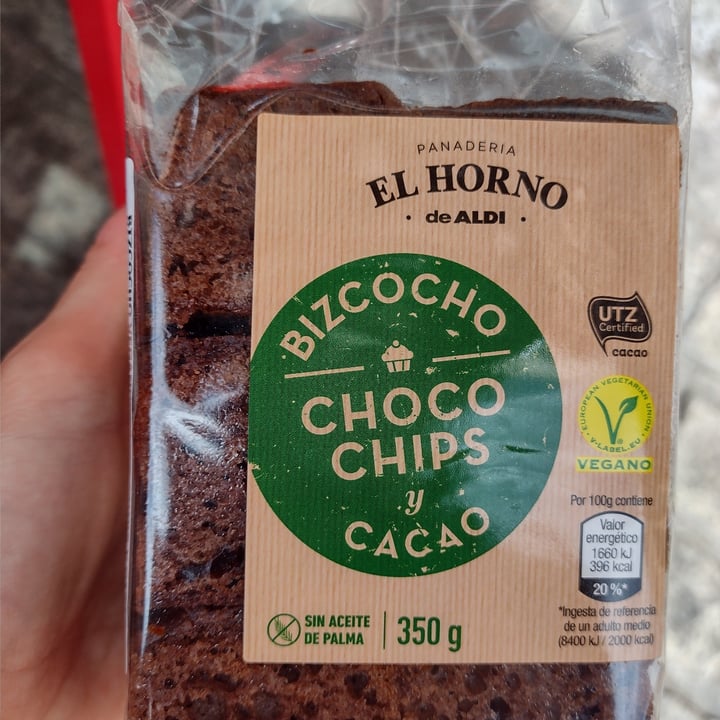 PANADERIA
EL HORNO
• de ALDI •
BIZCOCHO
CHOCO
CHIPS
y
CACAO
UTZ
Certified
cacao
EUROPEAN VEGETARIAN UNION
V-LABEL.EU
VEGANO
Por 100g contiene
Valor
energético
1660 kJ
396 kcal
20 %*
*Ingesta de referencia
de un adulto medio
(8400 kJ / 2000 kcal)
SIN ACEITE
DE PALMA
350 g